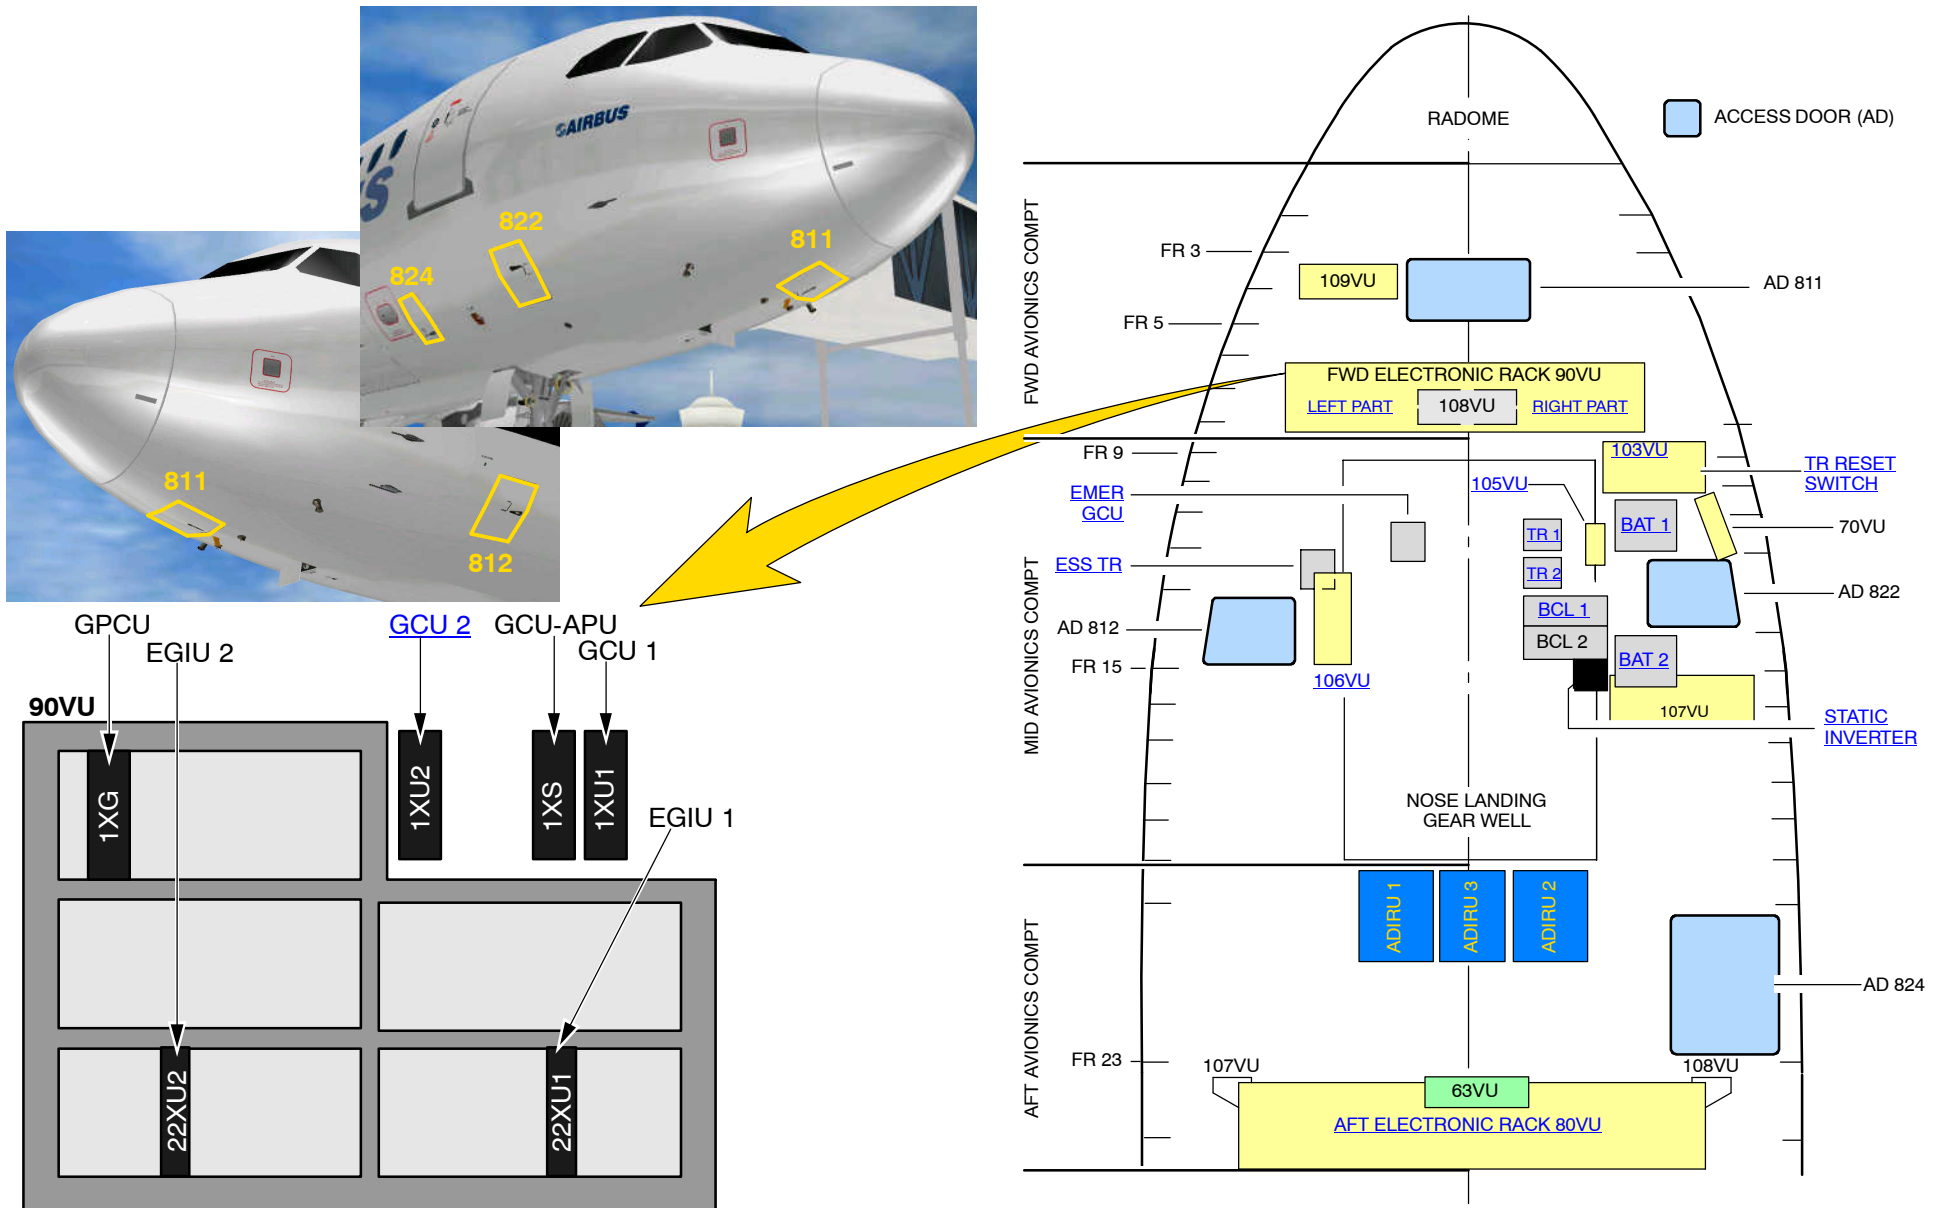 AIRBUS
822
811
824
811
812
GPCU
EGIU 2
GCU 2
GCU-APU
GCU 1
EGIU 1
90VU
1XG
1XU2
1XS
1XU1
22XU2
22XU1
RADOME
ACCESS DOOR (AD)
FWD AVIONICS COMPT
FR 3
109VU
AD 811
FR 5
FWD ELECTRONIC RACK 90VU
LEFT PART
108VU
RIGHT PART
MID AVIONICS COMPT
FR 9
103VU
TR RESET
SWITCH
EMER
GCU
105VU
BAT 1
70VU
TR 1
ESS TR
TR 2
AD 822
BCL 1
AD 812
BCL 2
FR 15
BAT 2
106VU
107VU
STATIC
INVERTER
NOSE LANDING
GEAR WELL
AFT AVIONICS COMPT
ADIRU 1
ADIRU 3
ADIRU 2
AD 824
FR 23
107VU
108VU
63VU
AFT ELECTRONIC RACK 80VU